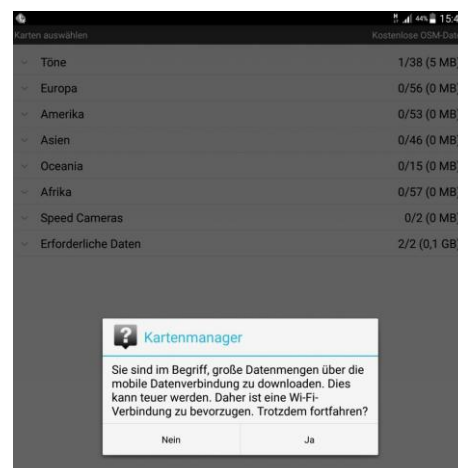 44% 15:4
Karten auswählen Kostenlose OSM-Date
Töne 1/38 (5 MB)
Europa 0/56 (0 MB)
Amerika 0/53 (0 MB)
Asien 0/46 (0 MB)
Oceania 0/15 (0 MB)
Afrika 0/57 (0 MB)
Speed Cameras 0/2 (0 MB)
Erforderliche Daten 2/2 (0,1 GB)
Kartenmanager
Sie sind im Begriff, große Datenmengen über die
mobile Datenverbindung zu downloaden. Dies
kann teuer werden. Daher ist eine Wi-Fi-
Verbindung zu bevorzugen. Trotzdem fortfahren?
Nein Ja